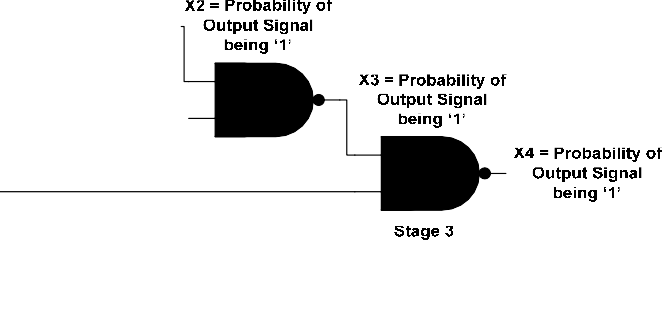 X2 = Probability of
Output Signal
being ‘1’
X3 = Probability of
Output Signal
being ‘1’
X4 = Probability of
Output Signal
being ‘1’
Stage 3